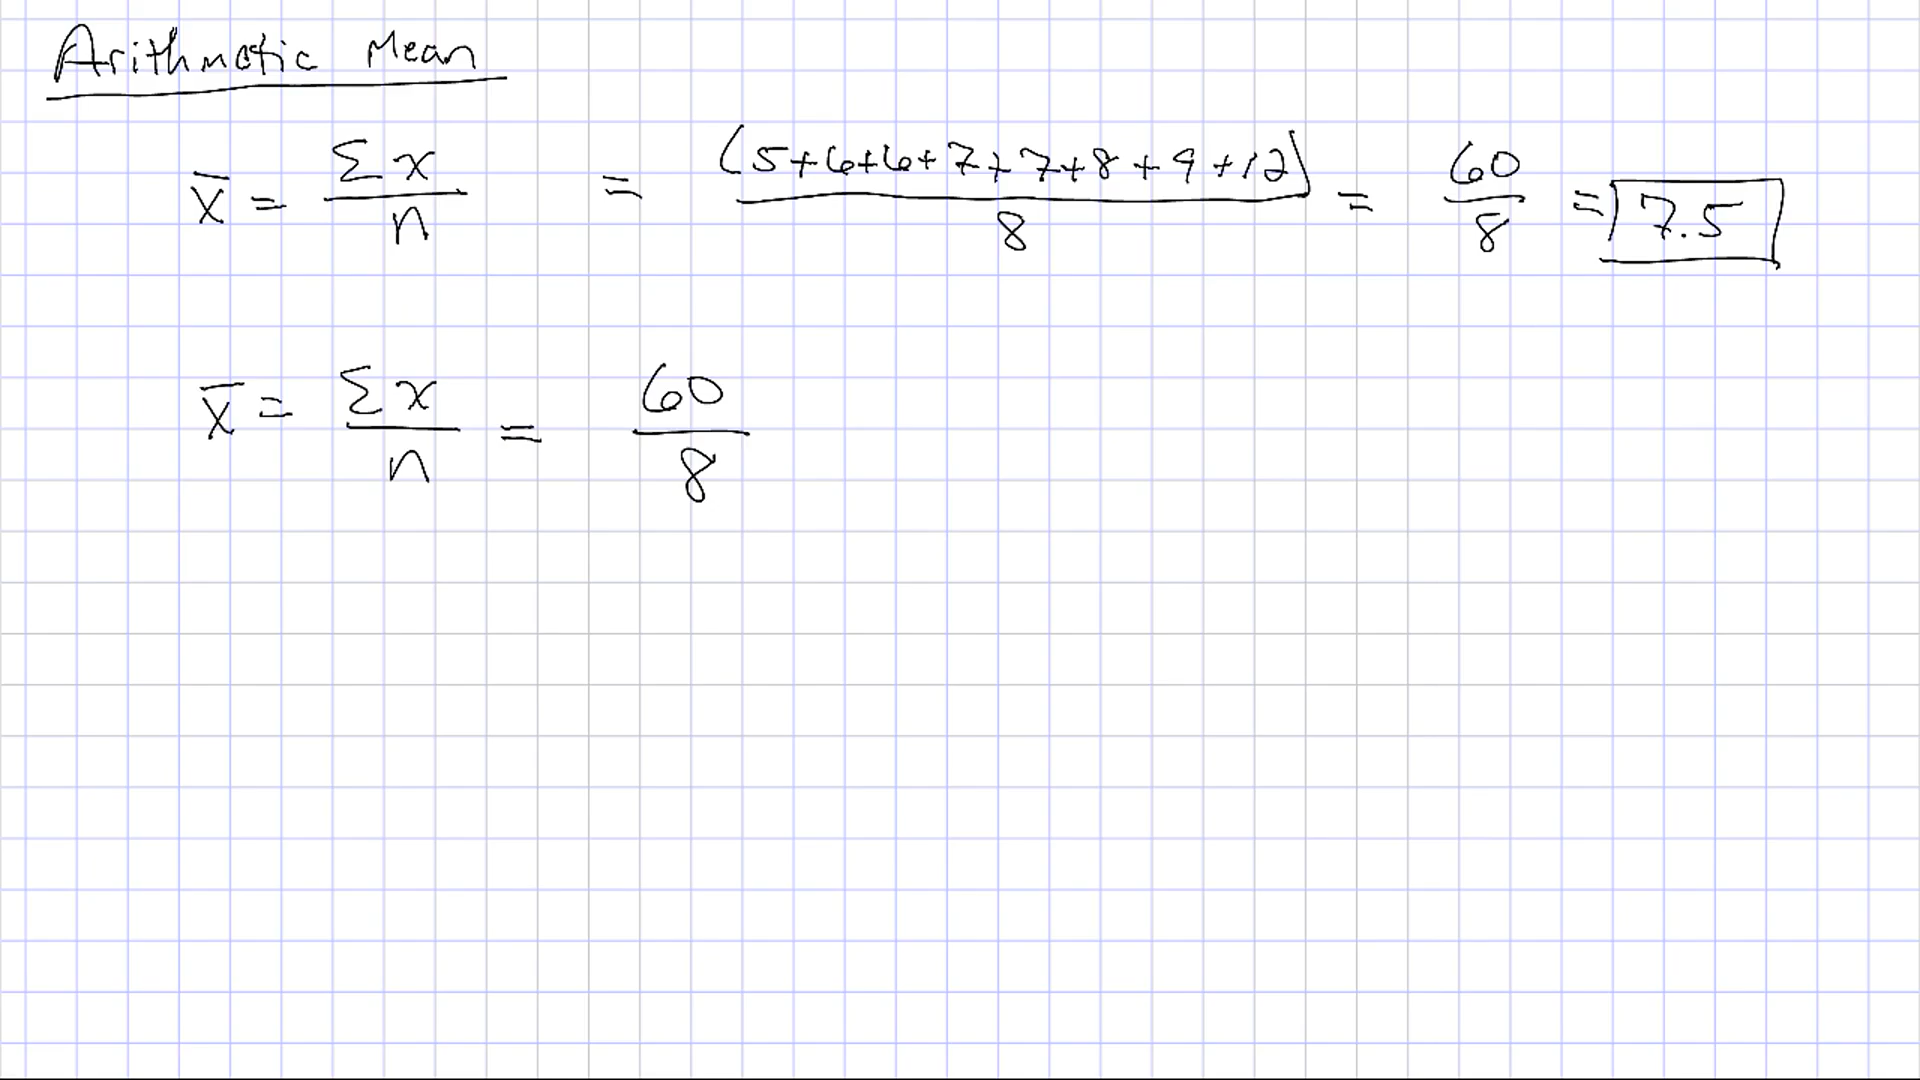 Arithmetic Mean
x̄ = Σx / n = (5+6+6+7+7+8+9+12) / 8 = 60 / 8 = 7.5
x̄ = Σx / n = 60 / 8